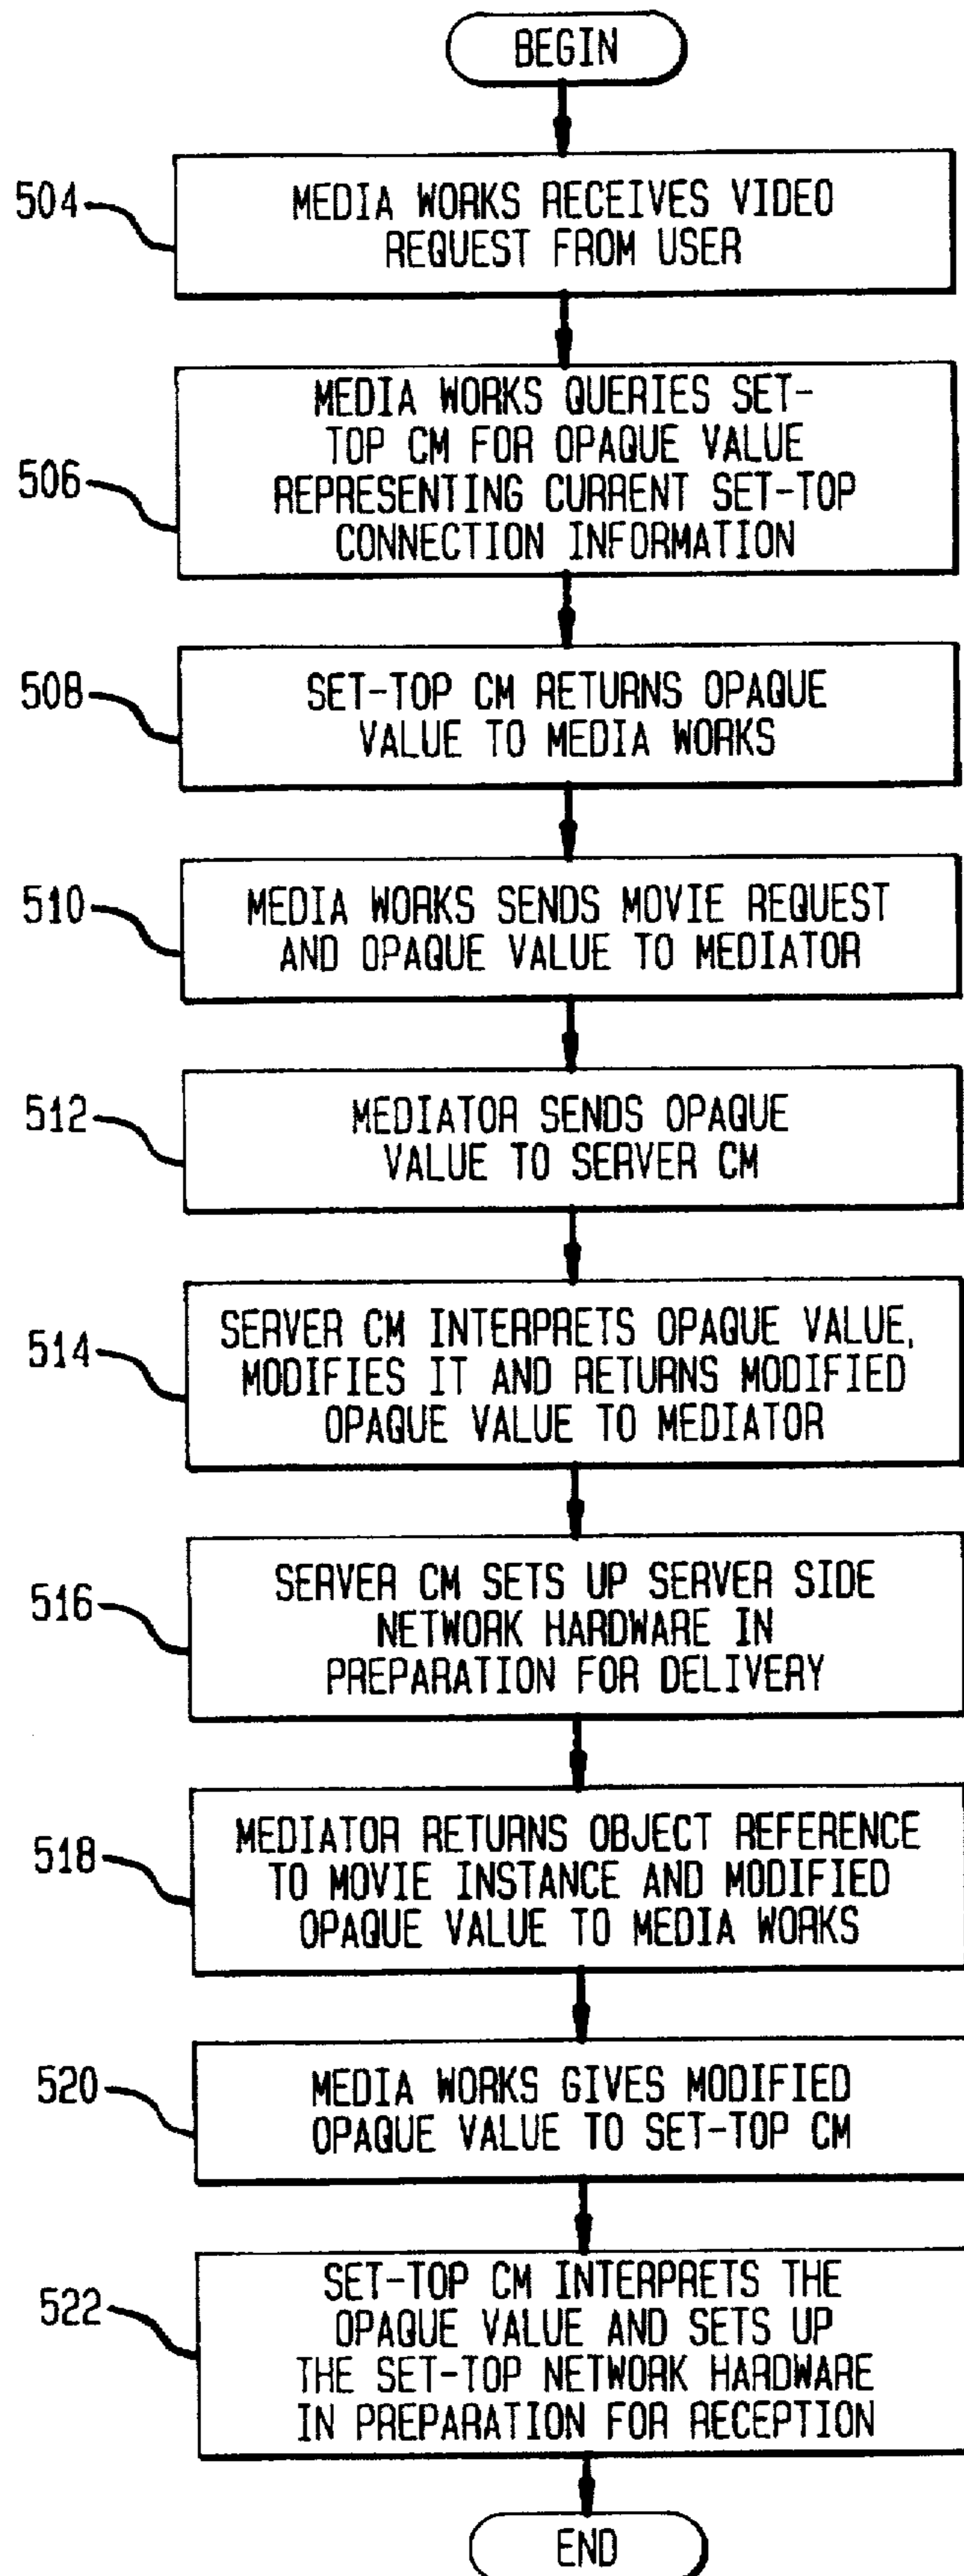 BEGIN
504
MEDIA WORKS RECEIVES VIDEO
REQUEST FROM USER
506
MEDIA WORKS QUERIES SET-
TOP CM FOR OPAQUE VALUE
REPRESENTING CURRENT SET-TOP
CONNECTION INFORMATION
508
SET-TOP CM RETURNS OPAQUE
VALUE TO MEDIA WORKS
510
MEDIA WORKS SENDS MOVIE REQUEST
AND OPAQUE VALUE TO MEDIATOR
512
MEDIATOR SENDS OPAQUE
VALUE TO SERVER CM
514
SERVER CM INTERPRETS OPAQUE VALUE,
MODIFIES IT AND RETURNS MODIFIED
OPAQUE VALUE TO MEDIATOR
516
SERVER CM SETS UP SERVER SIDE
NETWORK HARDWARE IN
PREPARATION FOR DELIVERY
518
MEDIATOR RETURNS OBJECT REFERENCE
TO MOVIE INSTANCE AND MODIFIED
OPAQUE VALUE TO MEDIA WORKS
520
MEDIA WORKS GIVES MODIFIED
OPAQUE VALUE TO SET-TOP CM
522
SET-TOP CM INTERPRETS THE
OPAQUE VALUE AND SETS UP
THE SET-TOP NETWORK HARDWARE
IN PREPARATION FOR RECEPTION
END